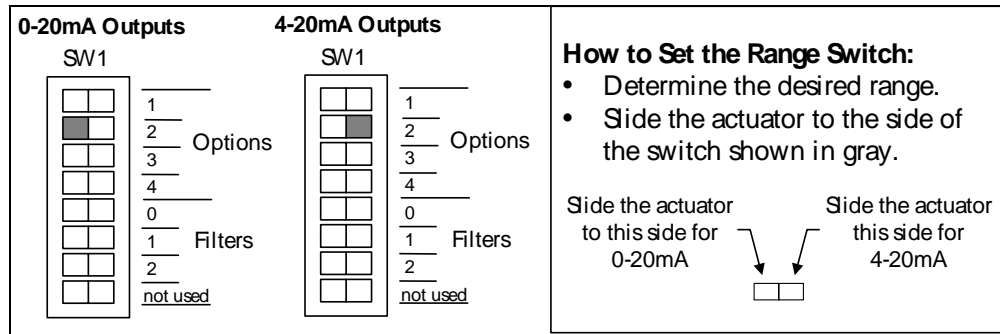 0-20mA Outputs
SW1
1
2
3
4
Options
0
1
2
Filters
not used
4-20mA Outputs
SW1
1
2
3
4
Options
0
1
2
Filters
not used
How to Set the Range Switch:
• Determine the desired range.
• Slide the actuator to the side of
the switch shown in gray.
Slide the actuator
to this side for
0-20mA
Slide the actuator
this side for
4-20mA